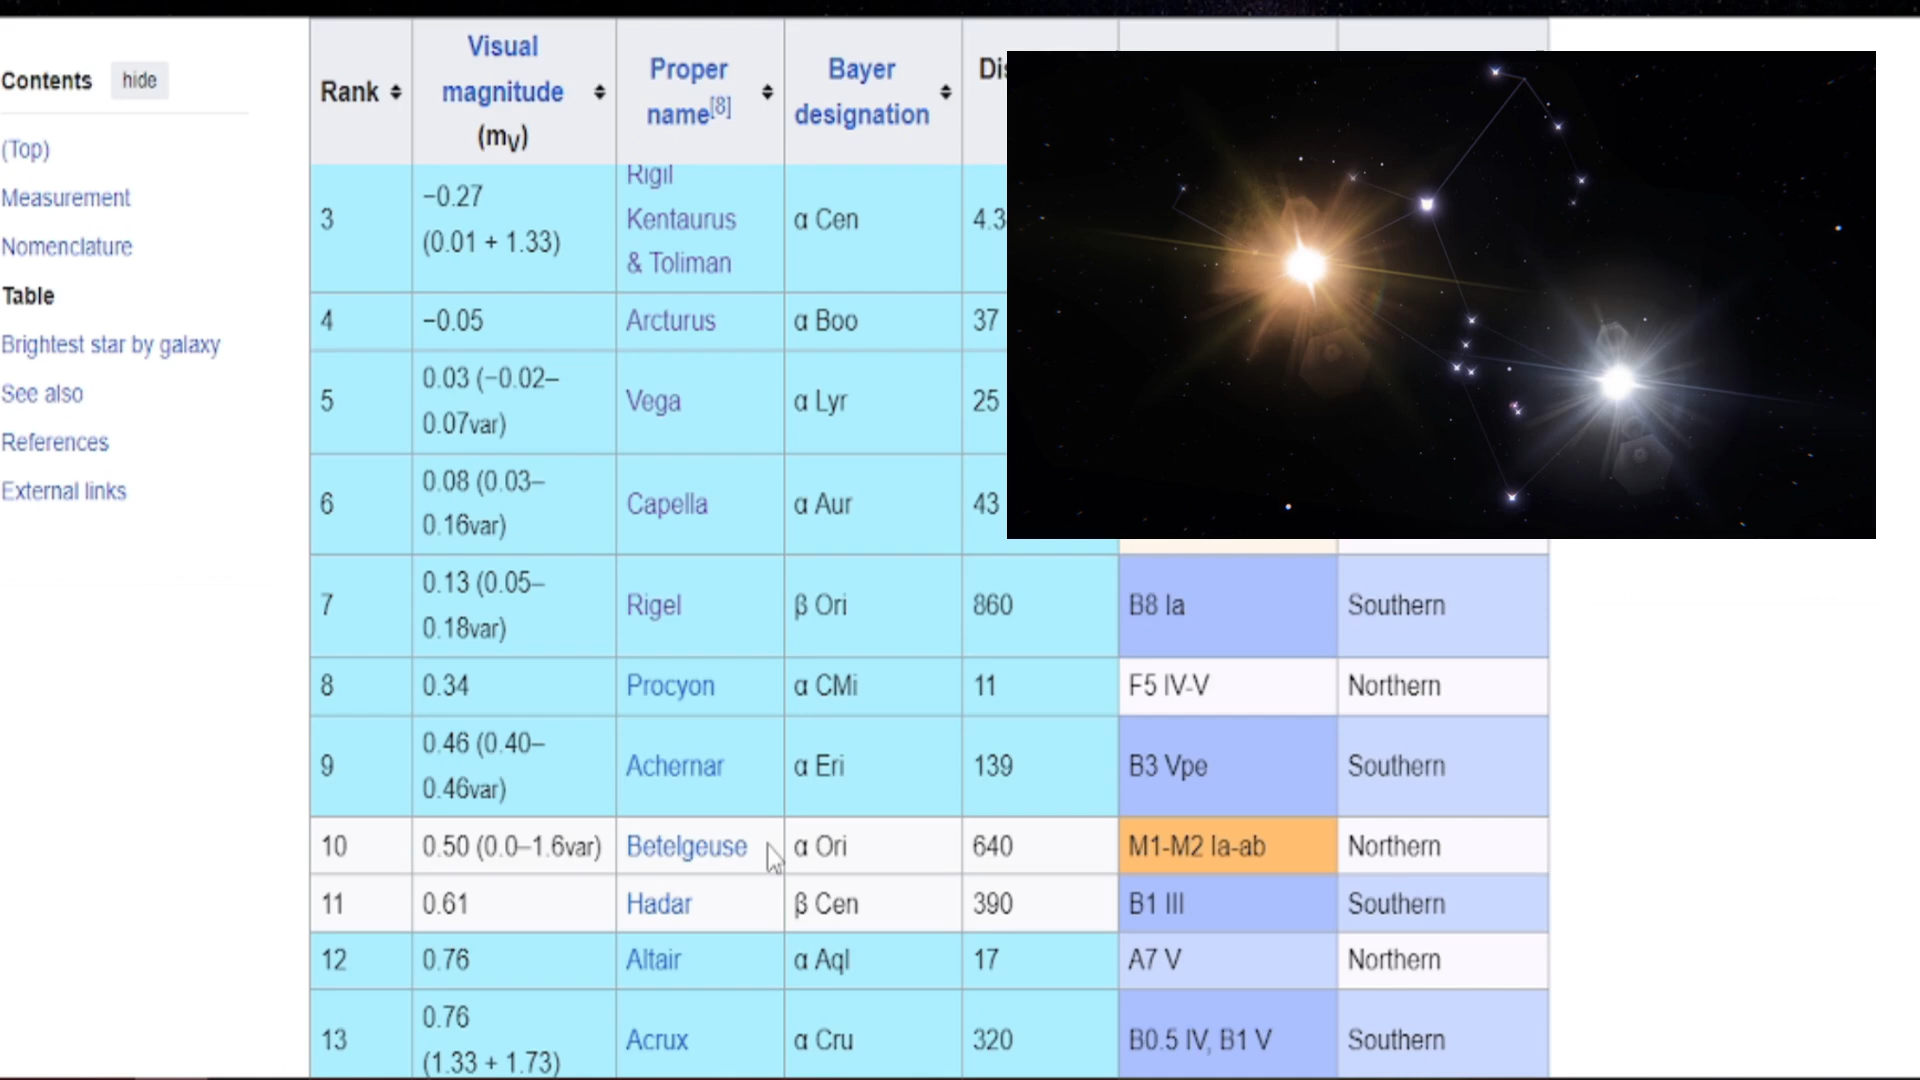 Contents hide
(Top)
Measurement
Nomenclature
Table
Brightest star by galaxy
See also
References
External links
Rank
Visual
magnitude
(mV)
Proper
name[8]
Bayer
designation
3 −0.27 (0.01 + 1.33) Rigil Kentaurus & Toliman α Cen 4.3
4 −0.05 Arcturus α Boo 37
5 0.03 (−0.02–0.07var) Vega α Lyr 25
6 0.08 (0.03–0.16var) Capella α Aur 43
7 0.13 (0.05–0.18var) Rigel β Ori 860 B8 Ia Southern
8 0.34 Procyon α CMi 11 F5 IV-V Northern
9 0.46 (0.40–0.46var) Achernar α Eri 139 B3 Vpe Southern
10 0.50 (0.0–1.6var) Betelgeuse α Ori 640 M1-M2 Ia-ab Northern
11 0.61 Hadar β Cen 390 B1 III Southern
12 0.76 Altair α Aql 17 A7 V Northern
13 0.76 (1.33 + 1.73) Acrux α Cru 320 B0.5 IV, B1 V Southern